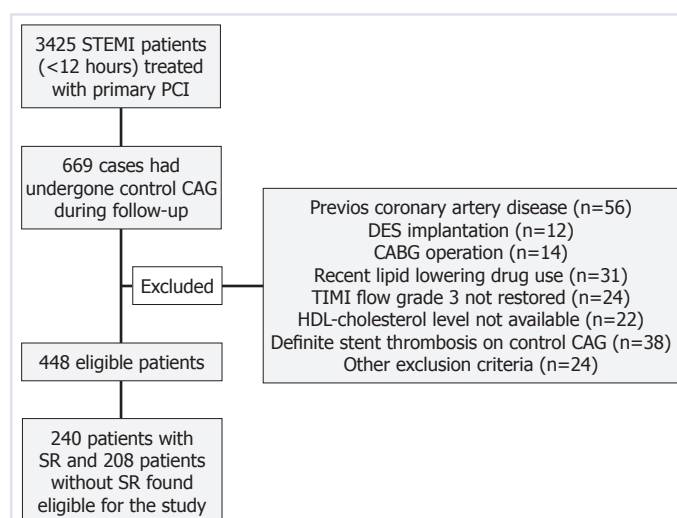 3425 STEMI patients
(<12 hours) treated
with primary PCI
669 cases had
undergone control CAG
during follow-up
Previos coronary artery disease (n=56)
DES implantation (n=12)
CABG operation (n=14)
Recent lipid lowering drug use (n=31)
TIMI flow grade 3 not restored (n=24)
HDL-cholesterol level not available (n=22)
Definite stent thrombosis on control CAG (n=38)
Other exclusion criteria (n=24)
Excluded
448 eligible patients
240 patients with
SR and 208 patients
without SR found
eligible for the study